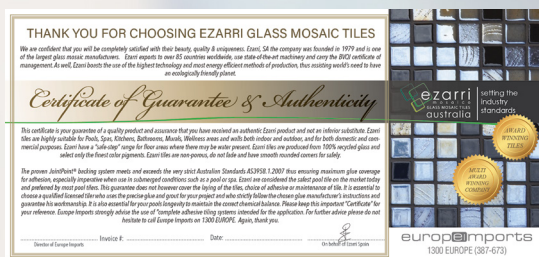 THANK YOU FOR CHOOSING EZARRI GLASS MOSAIC TILES
We are confident that you will be completely satisfied with their beauty, quality & uniqueness. Ezarri, SA the company was founded in 1979 and is one
of the largest glass mosaic manufacturers. Ezarri exports to over 85 countries worldwide, use state-of-the-art machinery and carry the BVQI certificate of
management. As well, Ezarri boosts the use of the highest technology and most energy efficient methods of production, thus assisting world's need to have
an ecologically friendly planet.
Certificate of Guarantee & Authenticity
This certificate is your guarantee of a quality product and assurance that you have received an authentic Ezarri product and not an inferior substitute. Ezarri
tiles are highly suitable for Pools, Spas, Kitchens, Bathrooms, Murals, Wellness areas and walls both indoor and outdoor, and for both domestic and com-
mercial purposes. Ezarri have a "safe-step" range for floor areas where there may be water present. Ezarri tiles are produced from 100% recycled glass and
select only the finest color pigments. Ezarri tiles are non-porous, do not fade and have smooth rounded corners for safely.
The proven JointPoint® backing system meets and exceeds the very strict Australian Standards AS3958.1.2007 thus ensuring maximum glue coverage
for adhesion, especially imperative when use in submerged conditions such as a pool or spa. Ezarri are considered the safest pool tile on the market today
and preferred by most pool tilers. This guarantee does not however cover the laying of the tiles, choice of adhesive or maintenance of tile. It is essential to
choose a qualified licensed tiler who uses the precise glue and grout for your project and who strictly follow the chosen glue manufacturer's instructions and
guarantee his workmanship. It is also essential for your pools longevity to maintain the correct chemical balance. Please keep this important "Certificate" for
your reference. Europe Imports strongly advise the use of "complete adhesive tiling systems intended for the application. For further advice please do not
hesitate to call Europe Imports on 1300 EUROPE. Again, thank you.
Invoice #:
Date:
Director of Europe Imports
On behalf of Ezarri Spain
ezarri
mosaico
GLASS MOSAIC TILES
australia
setting the
industry
standards
AWARD
WINNING
TILES
MULTI
AWARD
WINNING
COMPANY
europeimports
1300 EUROPE (387-673)